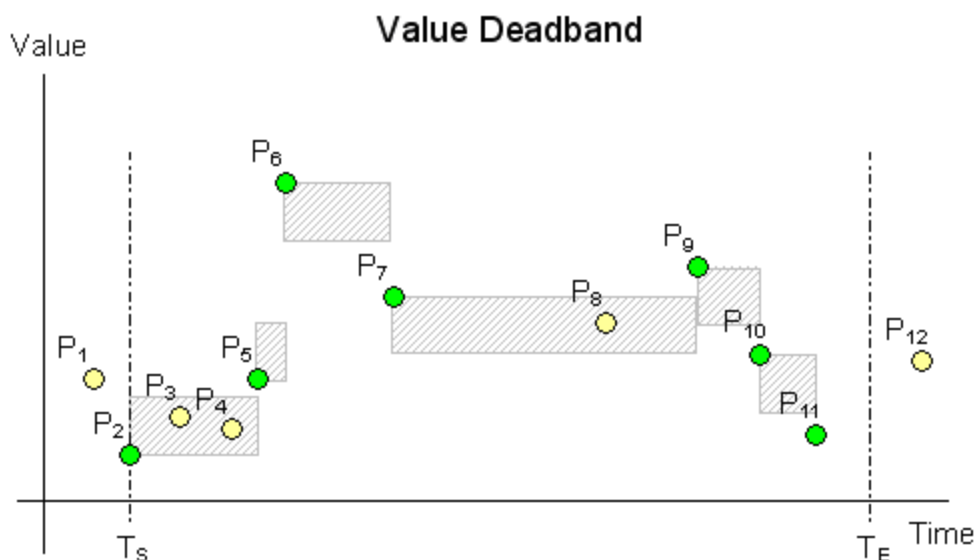 Value Deadband
Value
P6
P9
P7
P8
P10
P12
P1
P5
P3
P4
P11
P2
Time
TS
TE